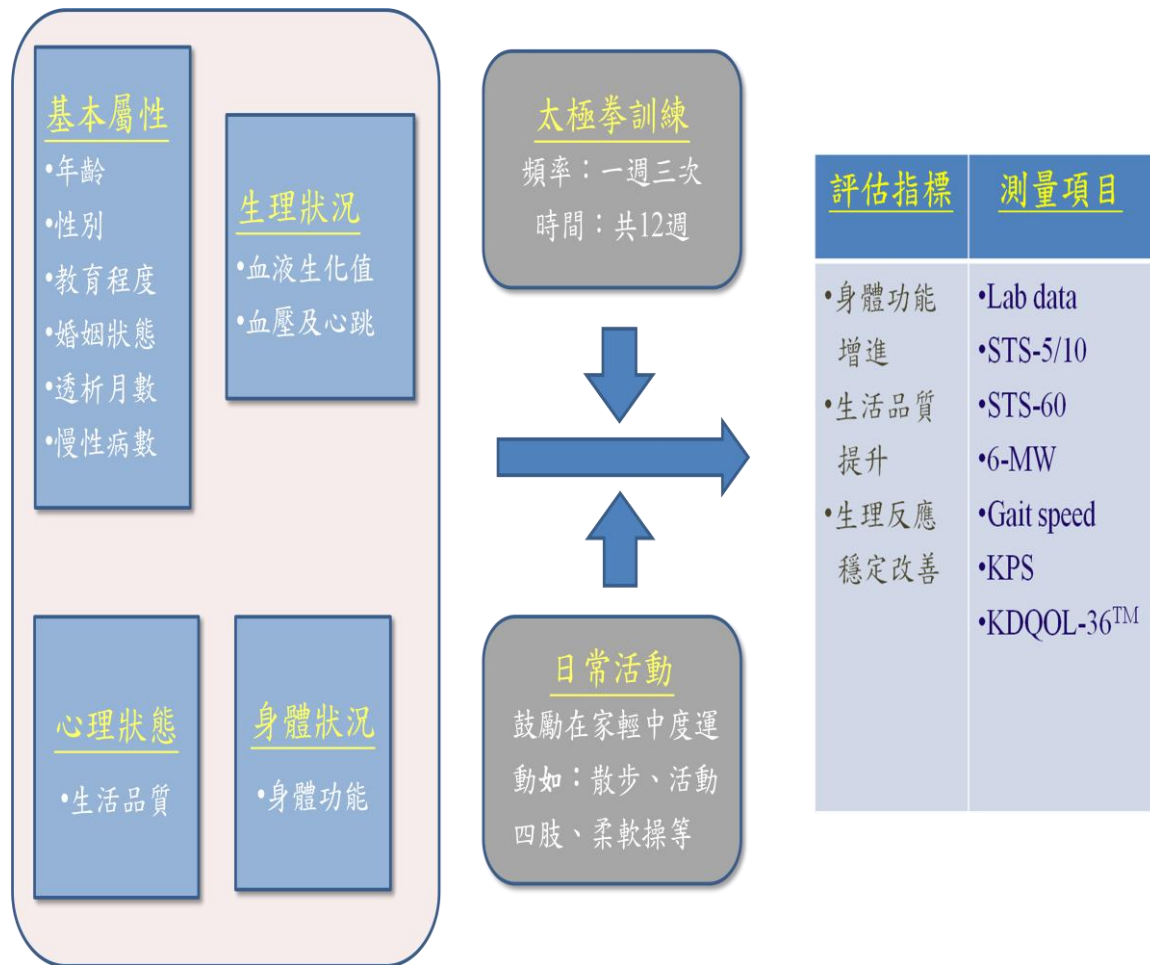 基本屬性
•年齡
•性別
•教育程度
•婚姻狀態
•透析月數
•慢性病數
生理狀況
•血液生化值
•血壓及心跳
心理狀態
•生活品質
身體狀況
•身體功能
太極拳訓練
頻率：一週三次
時間：共12週
日常活動
鼓勵在家輕中度運
動如：散步、活動
四肢、柔軟操等
評估指標
•身體功能
增進
•生活品質
提升
•生理反應
穩定改善
測量項目
•Lab data
•STS-5/10
•STS-60
•6-MW
•Gait speed
•KPS
•KDQOL-36TM